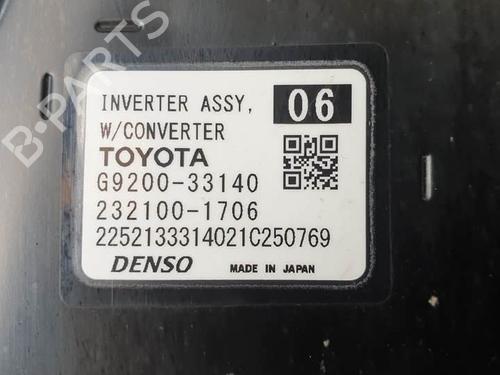 B-PARTS
INVERTER ASSY, 06
W/CONVERTER
TOYOTA
G9200-33140
232100-1706
2252133314021C250769
DENSO MADE IN JAPAN